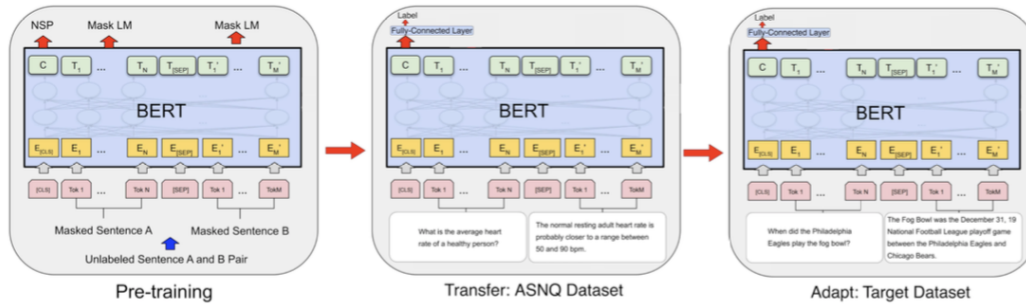 NSP Mask LM Mask LM
C T1 ... TN T[SEP] T1' ... TM'
BERT
E[CLS] E1 ... EN E[SEP] E1' ... EM'
[CLS] Tok 1 ... Tok N [SEP] Tok 1 ... TokM
Masked Sentence A Masked Sentence B
Unlabeled Sentence A and B Pair
Pre-training
Label
Fully-Connected Layer
C T1 ... TN T[SEP] T1' ... TM'
BERT
E[CLS] E1 ... EN E[SEP] E1' ... EM'
[CLS] Tok 1 ... Tok N [SEP] Tok 1 ... TokM
What is the average heart
rate of a healthy person?
The normal resting adult heart rate is
probably closer to a range between
50 and 90 bpm.
Transfer: ASNQ Dataset
Label
Fully-Connected Layer
C T1 ... TN T[SEP] T1' ... TM'
BERT
E[CLS] E1 ... EN E[SEP] E1' ... EM'
[CLS] Tok 1 ... Tok N [SEP] Tok 1 ... TokM
When did the Philadelphia
Eagles play the fog bowl?
The Fog Bowl was the December 31, 19
National Football League playoff game
between the Philadelphia Eagles and
Chicago Bears.
Adapt: Target Dataset